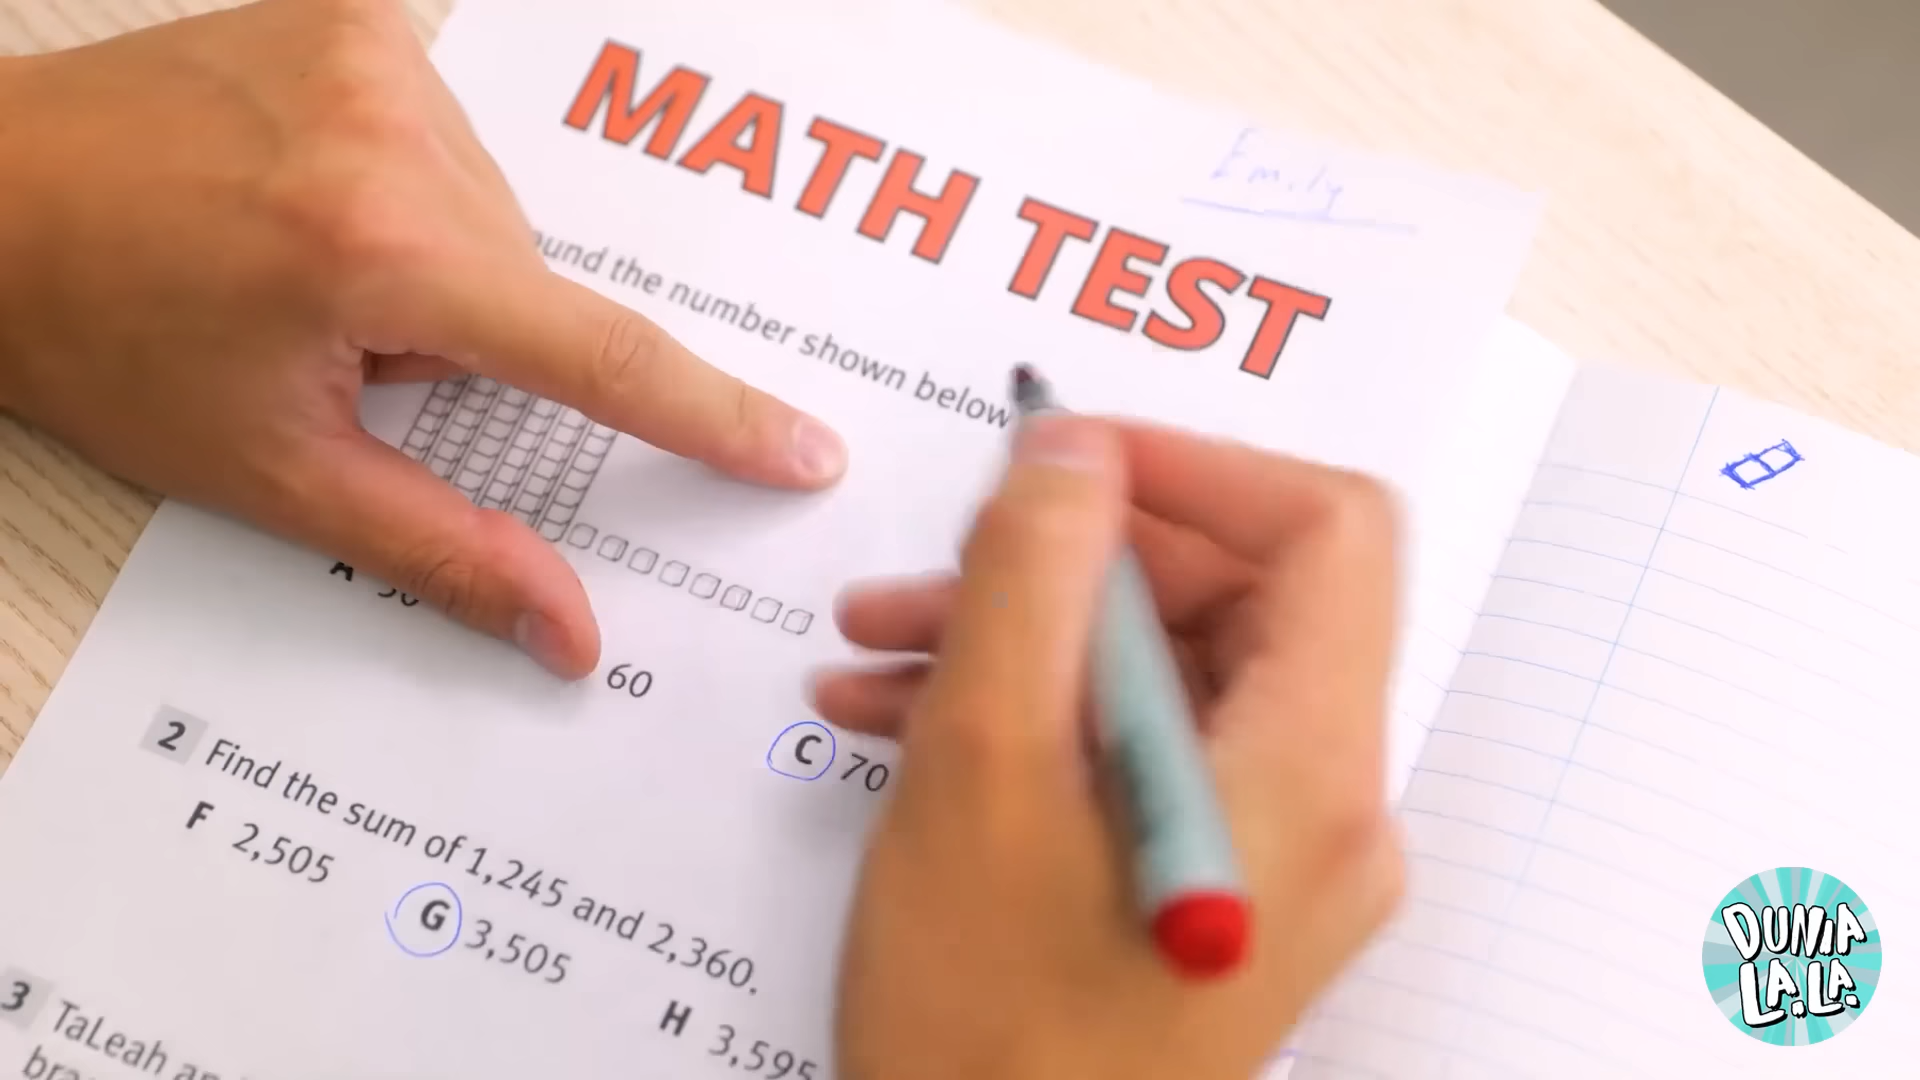 MATH TEST
Emily
the number shown below
60
C 70
2 Find the sum of 1,245 and 2,360.
F 2,505
G 3,505
H 3,595
3 TaLeah
DUNIA
LA.LA.